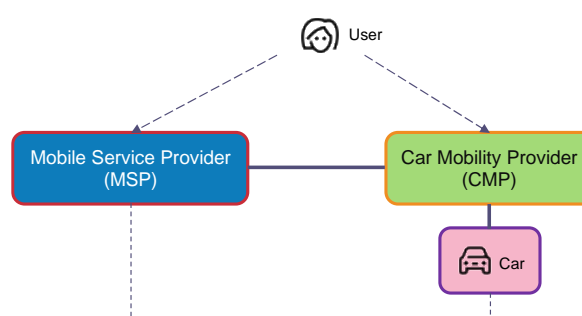 User
Mobile Service Provider
(MSP)
Car Mobility Provider
(CMP)
Car